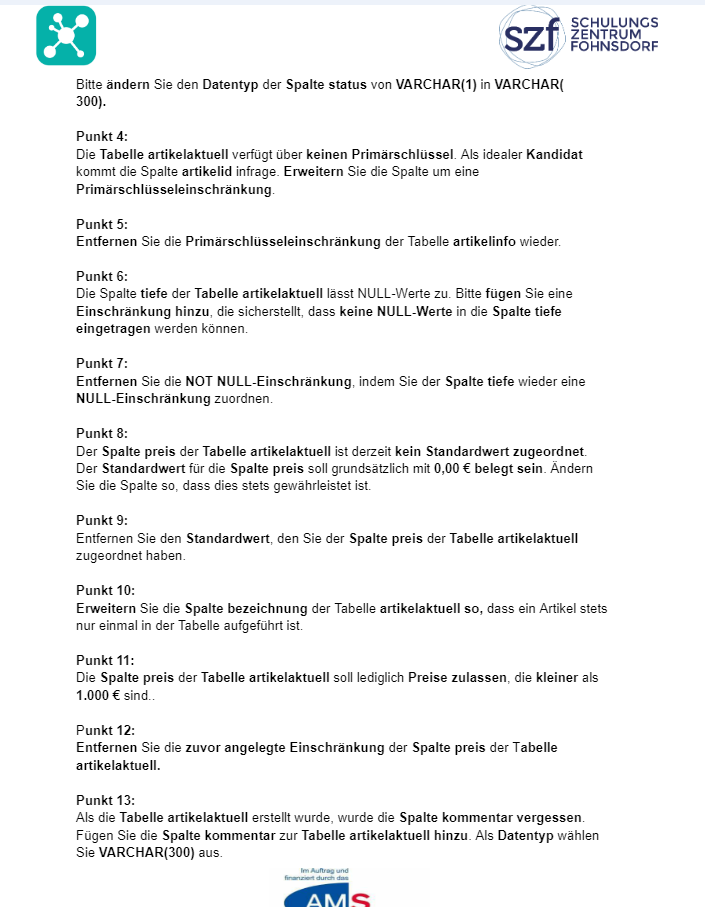 szf SCHULUNGS
ZENTRUM
FOHNSDORF
Bitte ändern Sie den Datentyp der Spalte status von VARCHAR(1) in VARCHAR(
300).
Punkt 4:
Die Tabelle artikelaktuell verfügt über keinen Primärschlüssel. Als idealer Kandidat
kommt die Spalte artikelid infrage. Erweitern Sie die Spalte um eine
Primärschlüsseleinschränkung.
Punkt 5:
Entfernen Sie die Primärschlüsseleinschränkung der Tabelle artikelinfo wieder.
Punkt 6:
Die Spalte tiefe der Tabelle artikelaktuell lässt NULL-Werte zu. Bitte fügen Sie eine
Einschränkung hinzu, die sicherstellt, dass keine NULL-Werte in die Spalte tiefe
eingetragen werden können.
Punkt 7:
Entfernen Sie die NOT NULL-Einschränkung, indem Sie der Spalte tiefe wieder eine
NULL-Einschränkung zuordnen.
Punkt 8:
Der Spalte preis der Tabelle artikelaktuell ist derzeit kein Standardwert zugeordnet.
Der Standardwert für die Spalte preis soll grundsätzlich mit 0,00 € belegt sein. Ändern
Sie die Spalte so, dass dies stets gewährleistet ist.
Punkt 9:
Entfernen Sie den Standardwert, den Sie der Spalte preis der Tabelle artikelaktuell
zugeordnet haben.
Punkt 10:
Erweitern Sie die Spalte bezeichnung der Tabelle artikelaktuell so, dass ein Artikel stets
nur einmal in der Tabelle aufgeführt ist.
Punkt 11:
Die Spalte preis der Tabelle artikelaktuell soll lediglich Preise zulassen, die kleiner als
1.000 € sind..
Punkt 12:
Entfernen Sie die zuvor angelegte Einschränkung der Spalte preis der Tabelle
artikelaktuell.
Punkt 13:
Als die Tabelle artikelaktuell erstellt wurde, wurde die Spalte kommentar vergessen.
Fügen Sie die Spalte kommentar zur Tabelle artikelaktuell hinzu. Als Datentyp wählen
Sie VARCHAR(300) aus.
Im Auftrag und
finanziert durch das
AMS